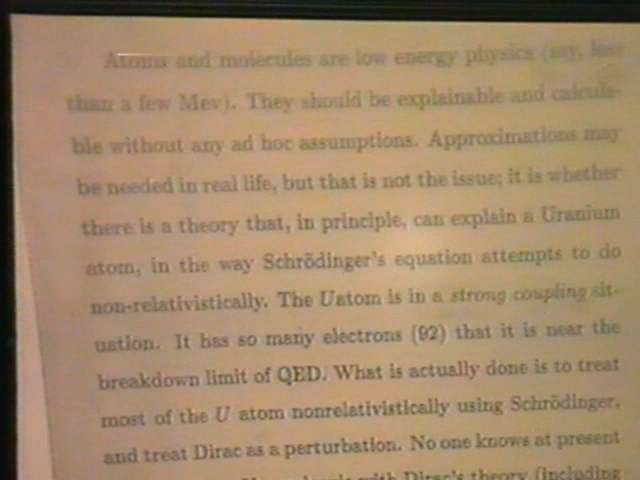 Atoms and molecules are low energy physics (say, less
than a few Mev). They should be explainable and calcula-
ble without any ad hoc assumptions. Approximations may
be needed in real life, but that is not the issue; it is whether
there is a theory that, in principle, can explain a Uranium
atom, in the way Schrödinger's equation attempts to do
non-relativistically. The Uatom is in a strong coupling sit-
uation. It has so many electrons (92) that it is near the
breakdown limit of QED. What is actually done is to treat
most of the U atom nonrelativistically using Schrödinger,
and treat Dirac as a perturbation. No one knows at present
with Dirac's theory (including